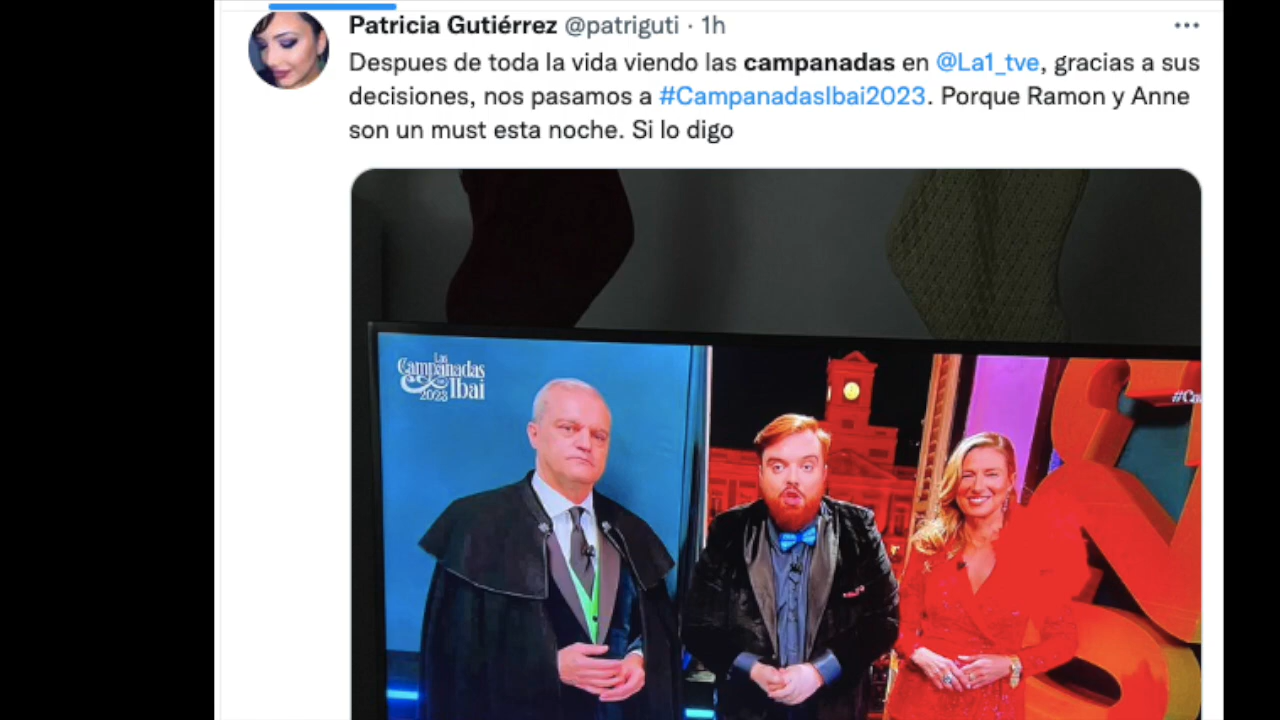 Patricia Gutiérrez @patriguti · 1h
Despues de toda la vida viendo las campanadas en @La1_tve, gracias a sus
decisiones, nos pasamos a #CampanadasIbai2023. Porque Ramon y Anne
son un must esta noche. Si lo digo
Las
Campanadas
Ibai
2023
#Ca